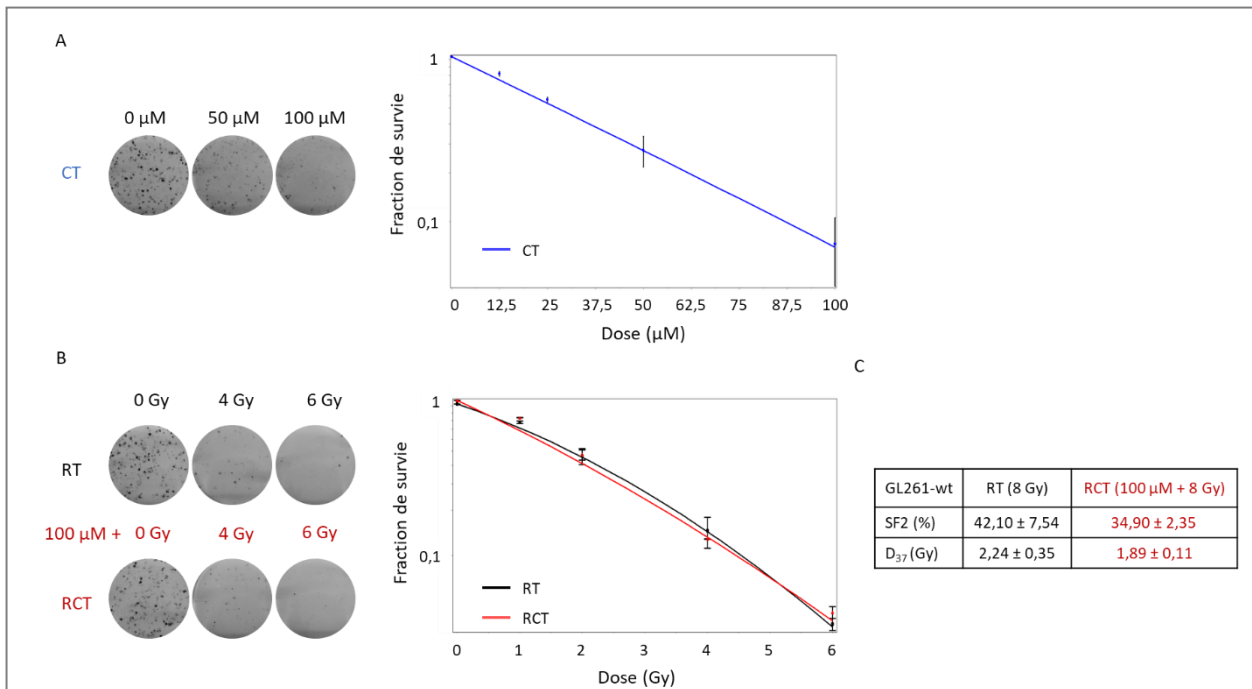 A
0 µM 50 µM 100 µM
CT
Fraction de survie
1
0,1
CT
0 12,5 25 37,5 50 62,5 75 87,5 100
Dose (µM)
B
0 Gy 4 Gy 6 Gy
RT
100 µM + 0 Gy 4 Gy 6 Gy
RCT
Fraction de survie
1
0,1
RT
RCT
0 1 2 3 4 5 6
Dose (Gy)
C
GL261-wt RT (8 Gy) RCT (100 µM + 8 Gy)
SF2 (%) 42,10 ± 7,54 34,90 ± 2,35
D37 (Gy) 2,24 ± 0,35 1,89 ± 0,11